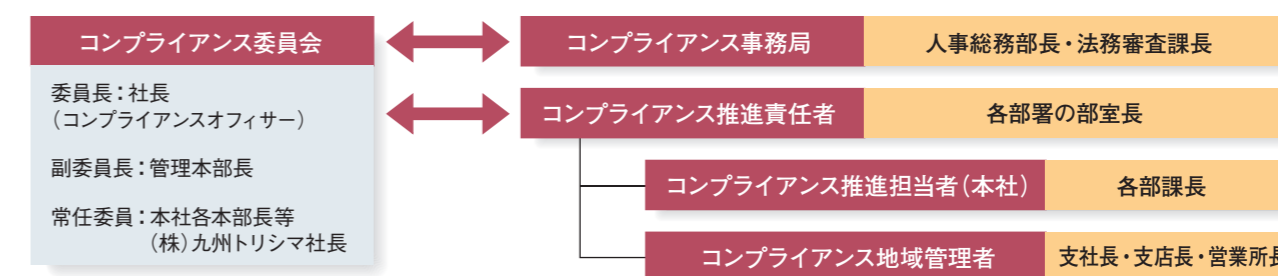 コンプライアンス委員会
委員長：社長
（コンプライアンスオフィサー）
副委員長：管理本部長
常任委員：本社各本部長等
（株）九州トリシマ社長
コンプライアンス事務局 人事総務部長・法務審査課長
コンプライアンス推進責任者 各部署の部室長
コンプライアンス推進担当者（本社） 各部課長
コンプライアンス地域管理者 支社長・支店長・営業所長